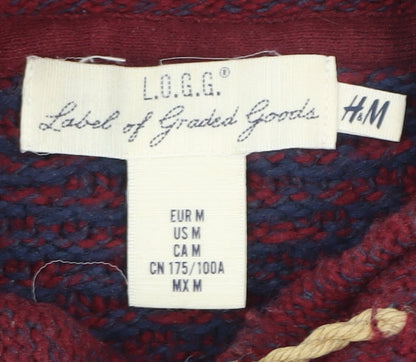 L.O.G.G.®
Label of Graded Goods
H&M
EUR M
US M
CA M
CN 175/100A
MX M